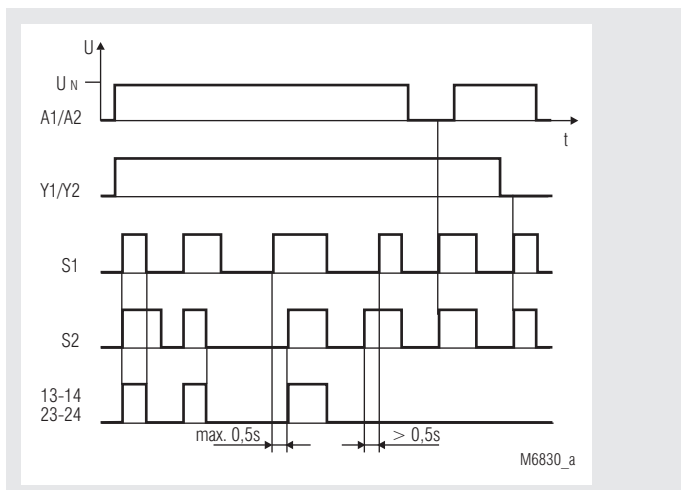 U
U N
A1/A2
t
Y1/Y2
S1
S2
13-14
23-24
max. 0,5s
> 0,5s
M6830_a